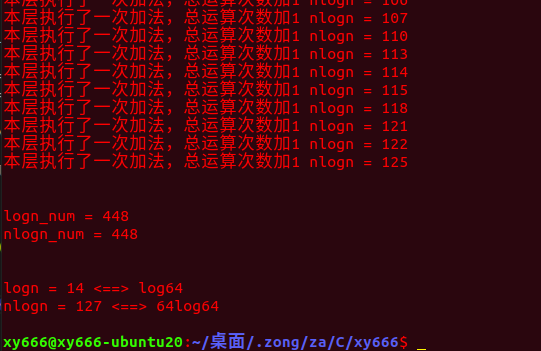 本层执行了一次加法，总运算次数加1 nlogn = 106
本层执行了一次加法，总运算次数加1 nlogn = 107
本层执行了一次加法，总运算次数加1 nlogn = 110
本层执行了一次加法，总运算次数加1 nlogn = 113
本层执行了一次加法，总运算次数加1 nlogn = 114
本层执行了一次加法，总运算次数加1 nlogn = 115
本层执行了一次加法，总运算次数加1 nlogn = 118
本层执行了一次加法，总运算次数加1 nlogn = 121
本层执行了一次加法，总运算次数加1 nlogn = 122
本层执行了一次加法，总运算次数加1 nlogn = 125
logn_num = 448
nlogn_num = 448
logn = 14 <==> log64
nlogn = 127 <==> 64log64
xy666@xy666-ubuntu20:~/桌面/.zong/za/C/xy666$ _